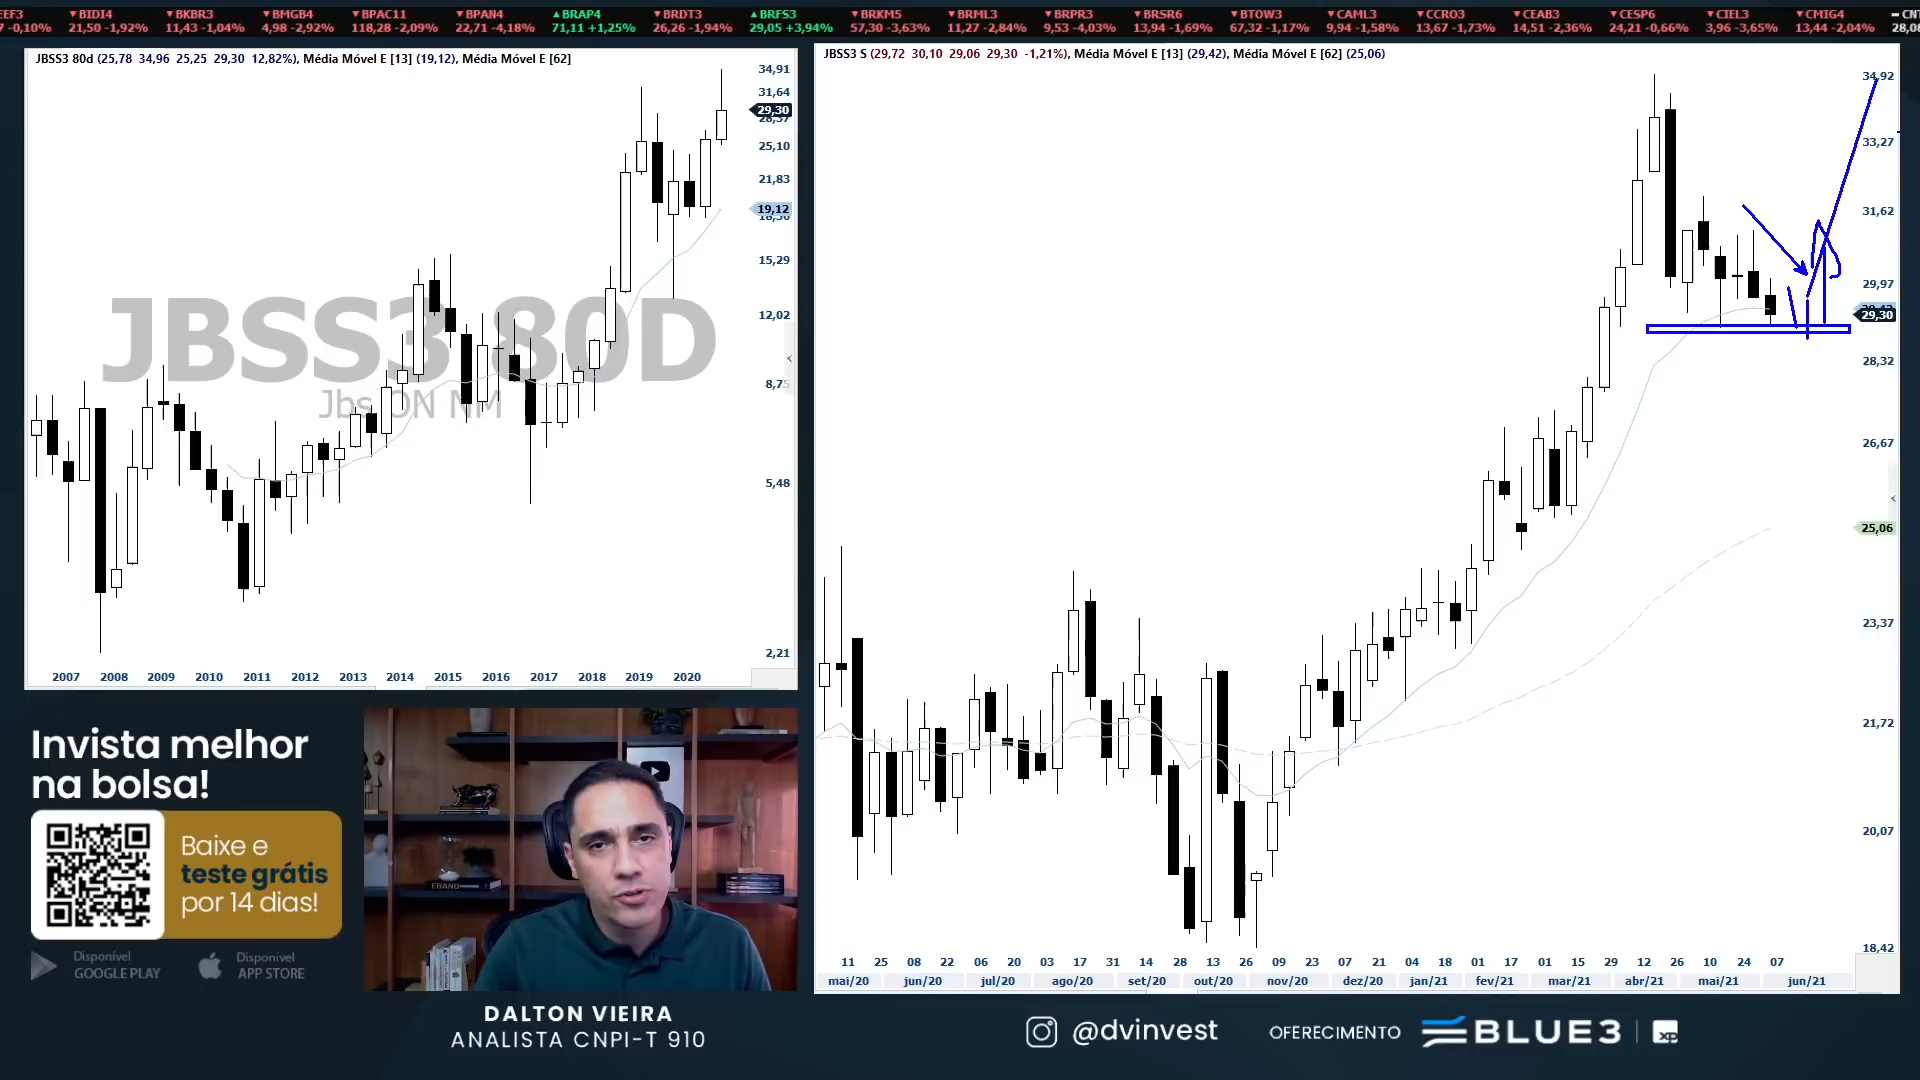 EEF3 ▼BIDI4 ▼BKBR3 ▼BMGB4 ▼BPAC11 ▼BPAN4 ▲BRAP4 ▼BRDT3 ▲BRFS3 ▼BRKM5 ▼BRML3 ▼BRPR3 ▼BRSR6 ▼BTOW3 ▼CAML3 ▼CCRO3 ▼CEAB3 ▼CESP6 ▼CIEL3 ▼CMIG4
7 -0,10% 21,50 -1,92% 11,43 -1,04% 4,98 -2,92% 118,28 -2,09% 22,71 -4,18% 71,11 +1,25% 26,26 -1,94% 29,05 +3,94% 57,30 -3,63% 11,27 -2,84% 9,53 -4,03% 13,94 -1,69% 67,32 -1,17% 9,94 -1,58% 13,67 -1,73% 14,51 -2,36% 24,21 -0,66% 3,96 -3,65% 13,44 -2,04%
JBSS3 80d (25,78 34,96 25,25 29,30 12,82%), Média Móvel E [13] (19,12), Média Móvel E [62]
34,91
31,64
29,30
25,10
21,83
19,12
15,29
12,02
8,75
5,48
2,21
JBSS3 80D
Jbs ON NM
2007 2008 2009 2010 2011 2012 2013 2014 2015 2016 2017 2018 2019 2020
JBSS3 S (29,72 30,10 29,06 29,30 -1,21%), Média Móvel E [13] (29,42), Média Móvel E [62] (25,06)
34,92
33,27
31,62
29,97
29,30
28,32
26,67
25,06
23,37
21,72
20,07
18,42
11 25 08 22 06 20 03 17 31 14 28 13 26 09 23 07 21 04 18 01 17 01 15 29 12 26 10 24 07
mai/20 jun/20 jul/20 ago/20 set/20 out/20 nov/20 dez/20 jan/21 fev/21 mar/21 abr/21 mai/21 jun/21
Invista melhor
na bolsa!
Baixe e
teste grátis
por 14 dias!
Disponível
GOOGLE PLAY
Disponível
APP STORE
EBANO
DALTON VIEIRA
ANALISTA CNPI-T 910
@dvinvest
OFERECIMENTO
BLUE3
XP